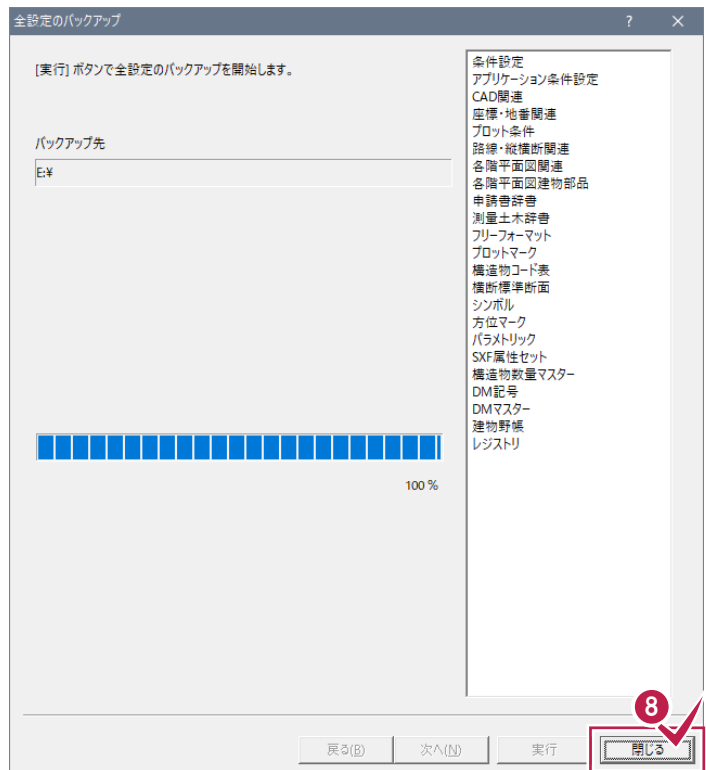 全設定のバックアップ
? ×
[実行] ボタンで全設定のバックアップを開始します。
バックアップ先
E:¥
100 %
条件設定
アプリケーション条件設定
CAD関連
座標・地番関連
プロット条件
路線・縦横断関連
各階平面図関連
各階平面図建物部品
申請書辞書
測量土木辞書
フリーフォーマット
プロットマーク
構造物コード表
横断標準断面
シンボル
方位マーク
パラメトリック
SXF属性セット
構造物数量マスター
DM記号
DMマスター
建物野帳
レジストリ
8
戻る(B) 次へ(N) 実行 閉じる